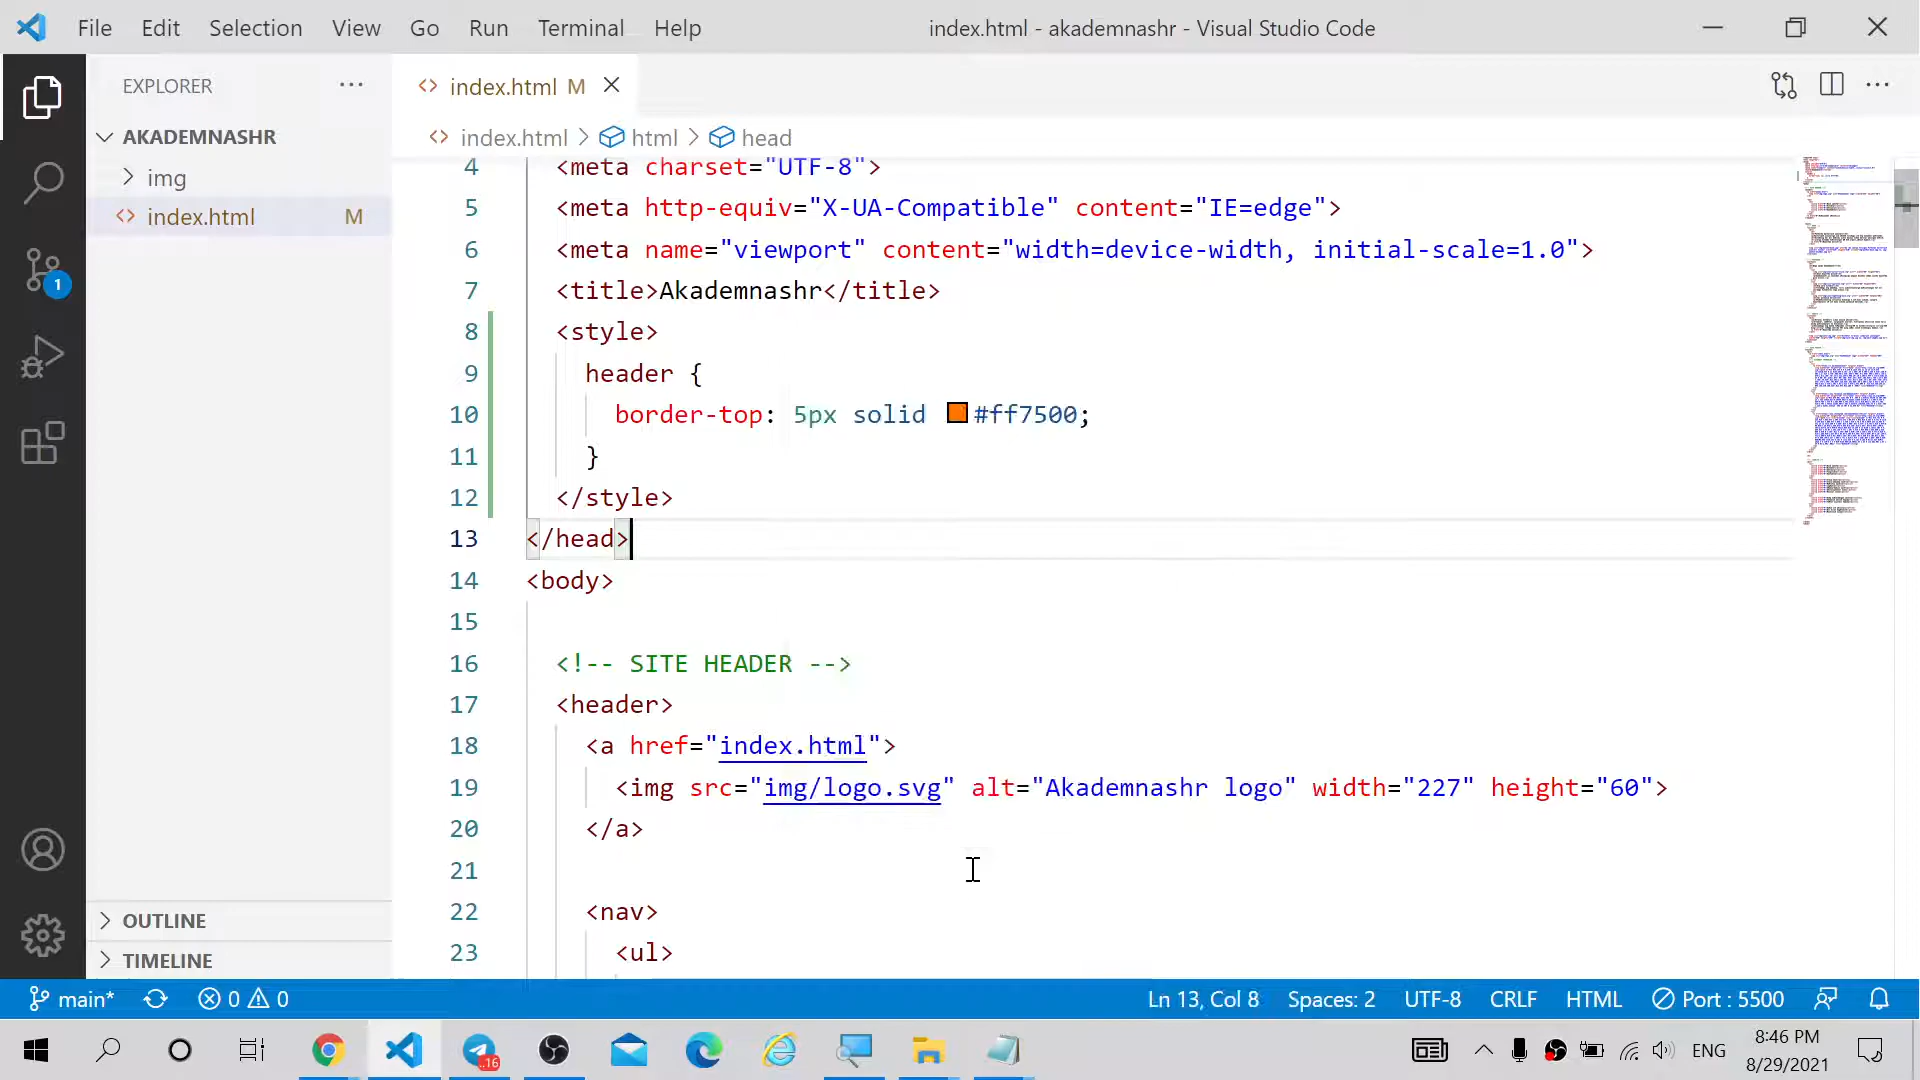 File Edit Selection View Go Run Terminal Help
index.html - akademnashr - Visual Studio Code
EXPLORER
AKADEMNASHR
img
index.html M
OUTLINE
TIMELINE
1
index.html M
index.html > html > head
4 <meta charset="UTF-8">
5 <meta http-equiv="X-UA-Compatible" content="IE=edge">
6 <meta name="viewport" content="width=device-width, initial-scale=1.0">
7 <title>Akademnashr</title>
8 <style>
9 header {
10 border-top: 5px solid #ff7500;
11 }
12 </style>
13 </head>
14 <body>
15
16 <!-- SITE HEADER -->
17 <header>
18 <a href="index.html">
19 <img src="img/logo.svg" alt="Akademnashr logo" width="227" height="60">
20 </a>
21
22 <nav>
23 <ul>
main* 0 0 Ln 13, Col 8 Spaces: 2 UTF-8 CRLF HTML Port : 5500
16 ENG 8:46 PM
8/29/2021